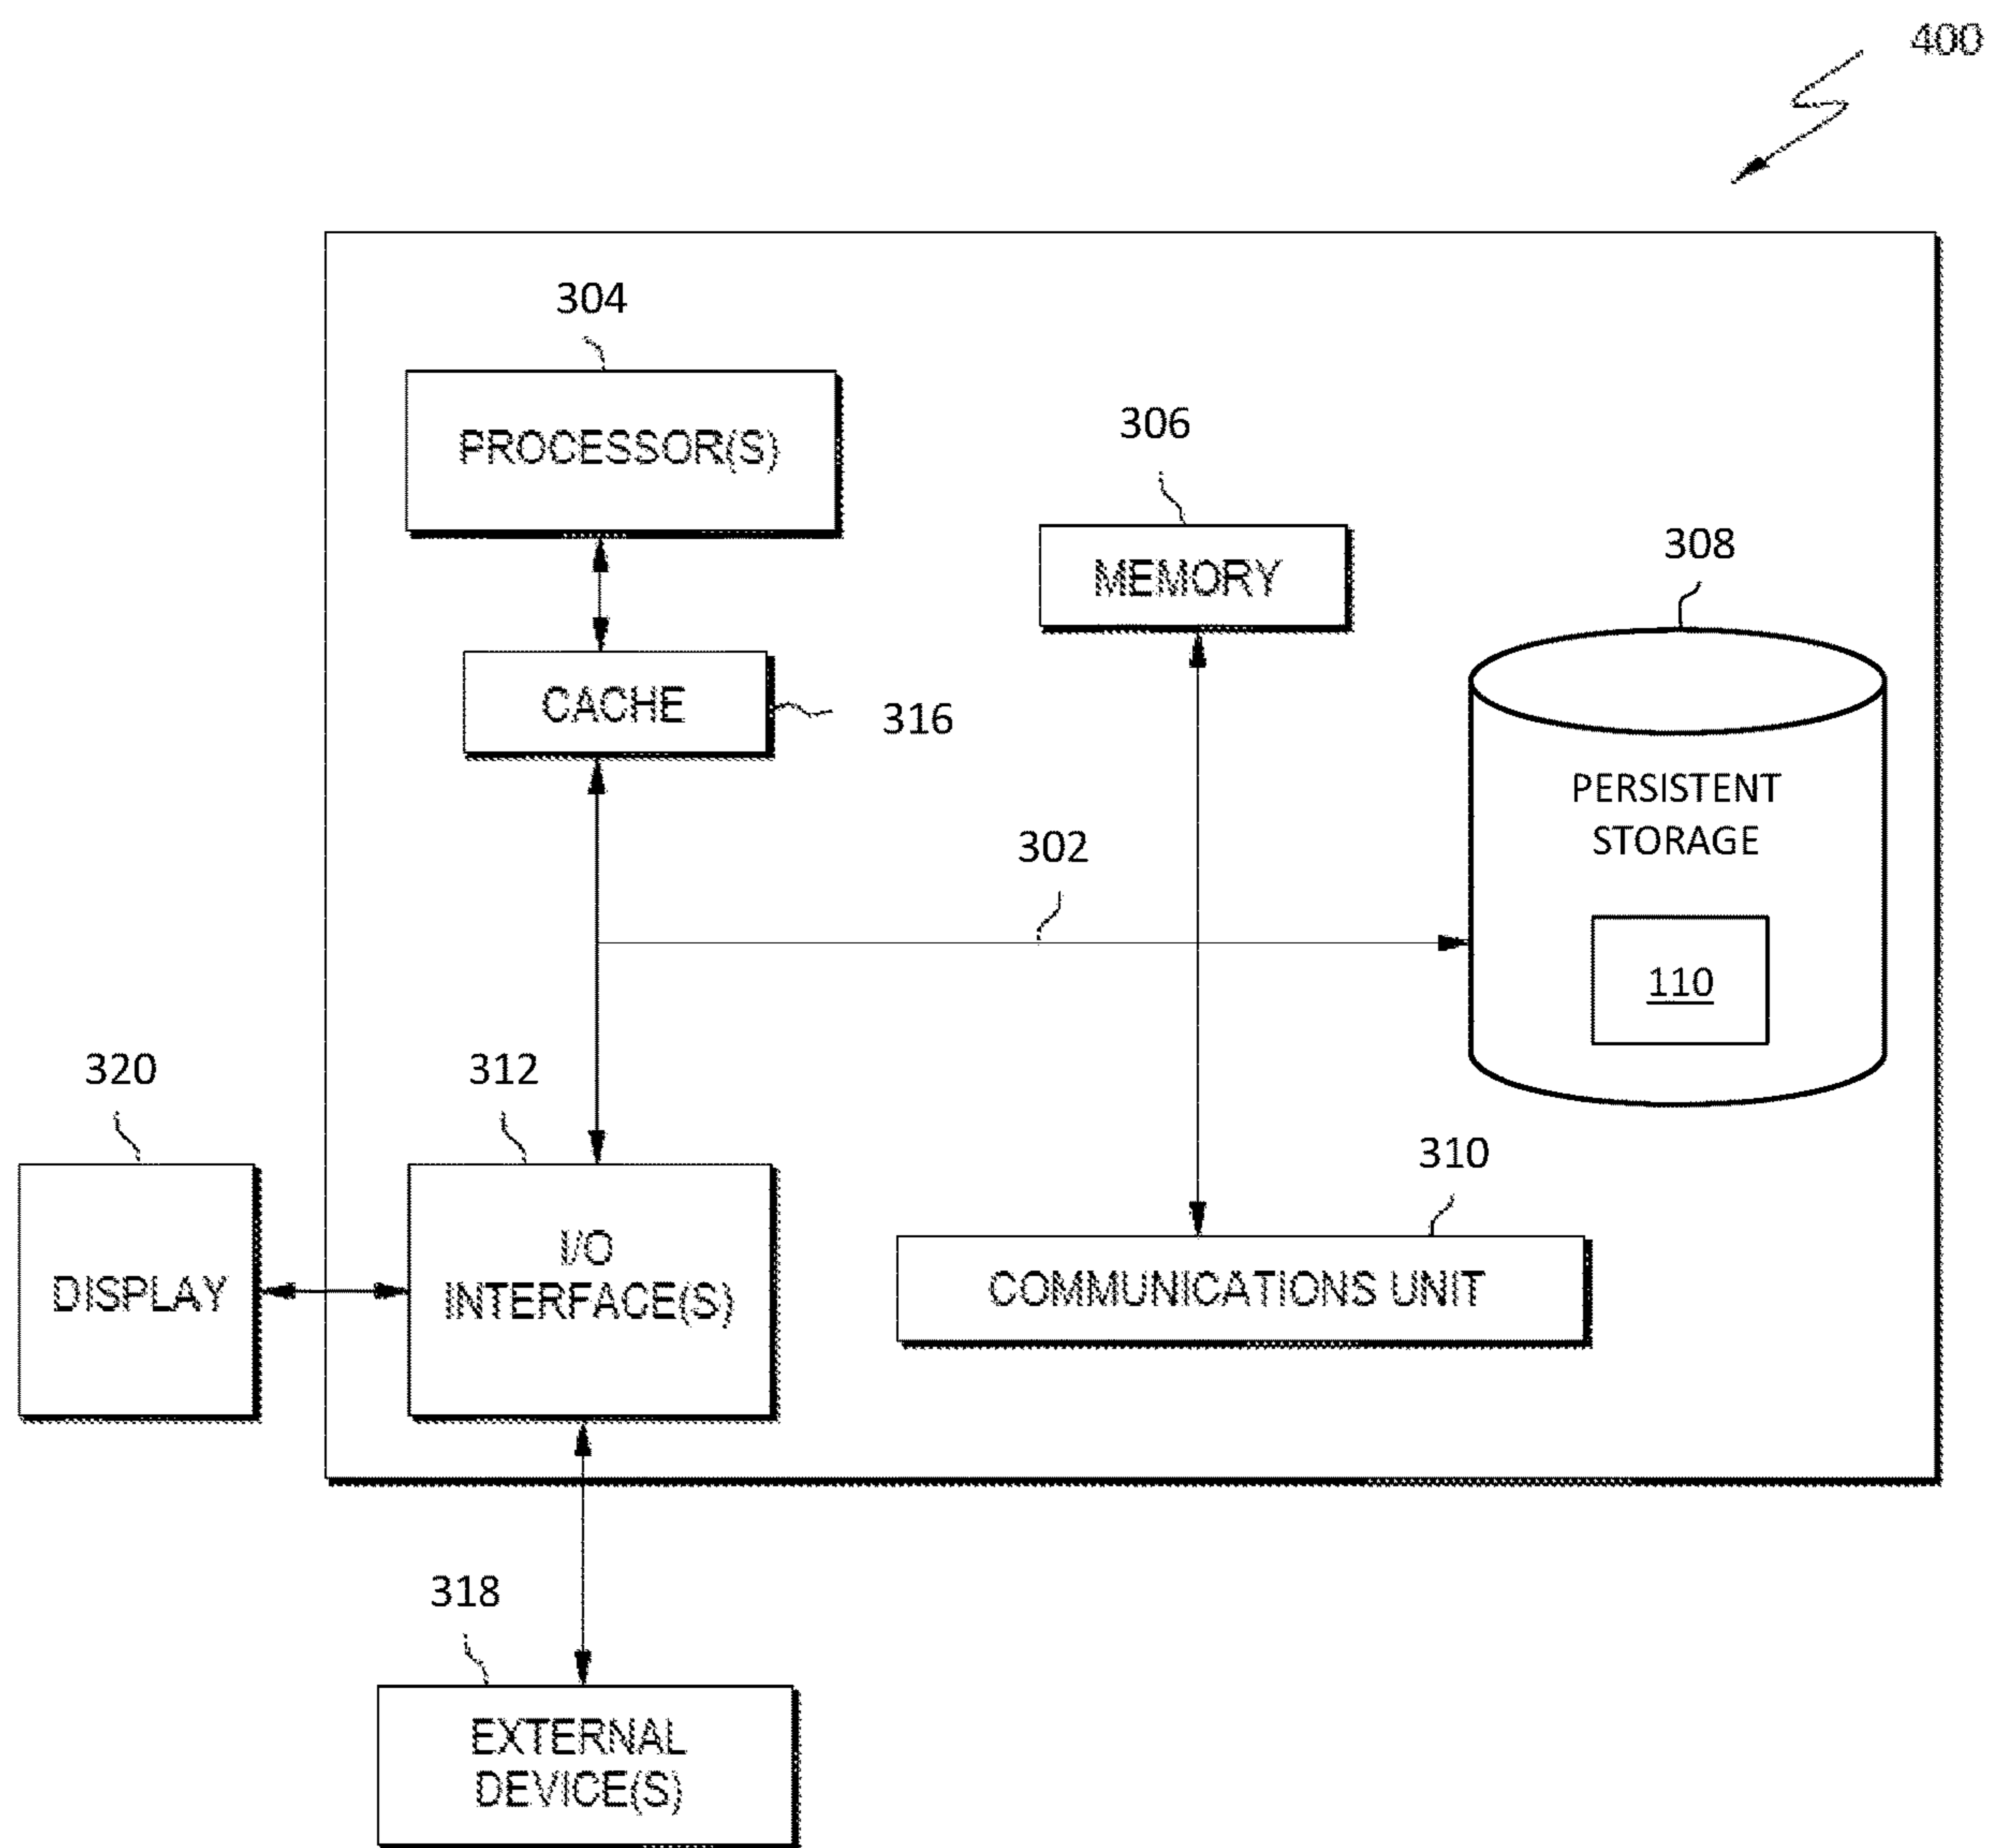 400
304
PROCESSOR(S)
306
MEMORY
308
CACHE
316
PERSISTENT
STORAGE
302
110
320
312
310
DISPLAY
I/O
INTERFACE(S)
COMMUNICATIONS UNIT
318
EXTERNAL
DEVICE(S)